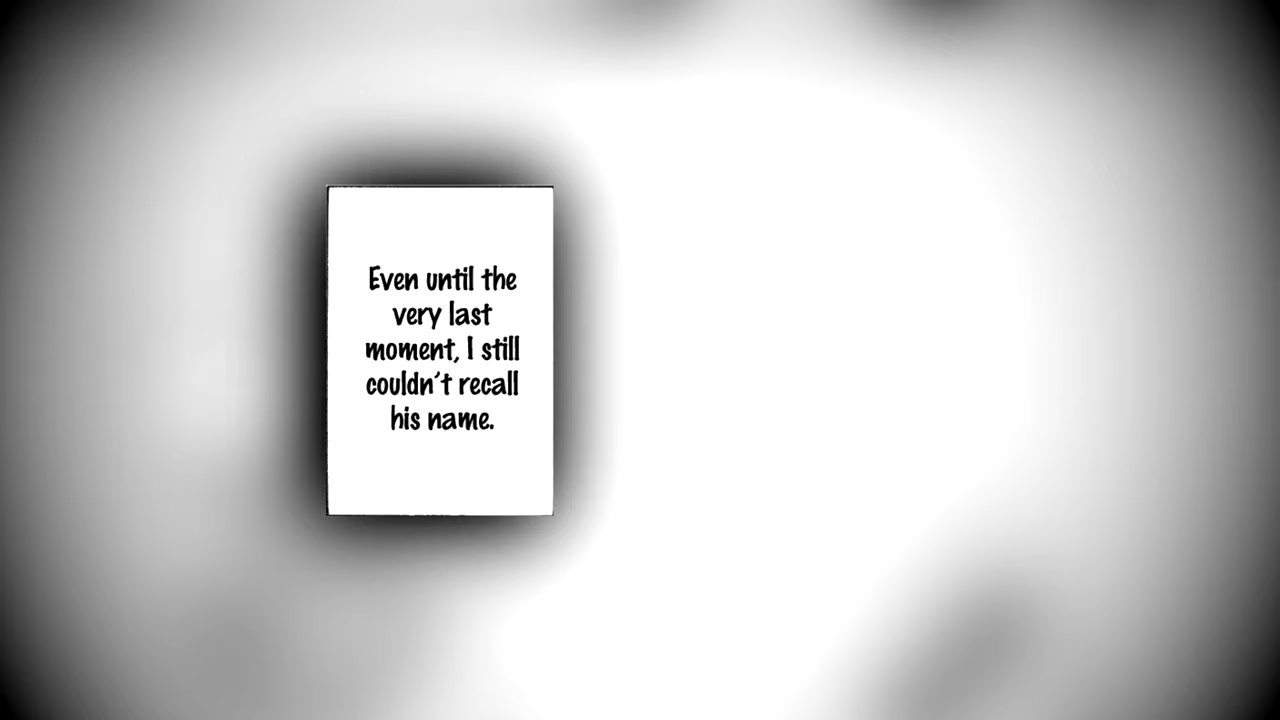 Even until the
very last
moment, I still
couldn't recall
his name.